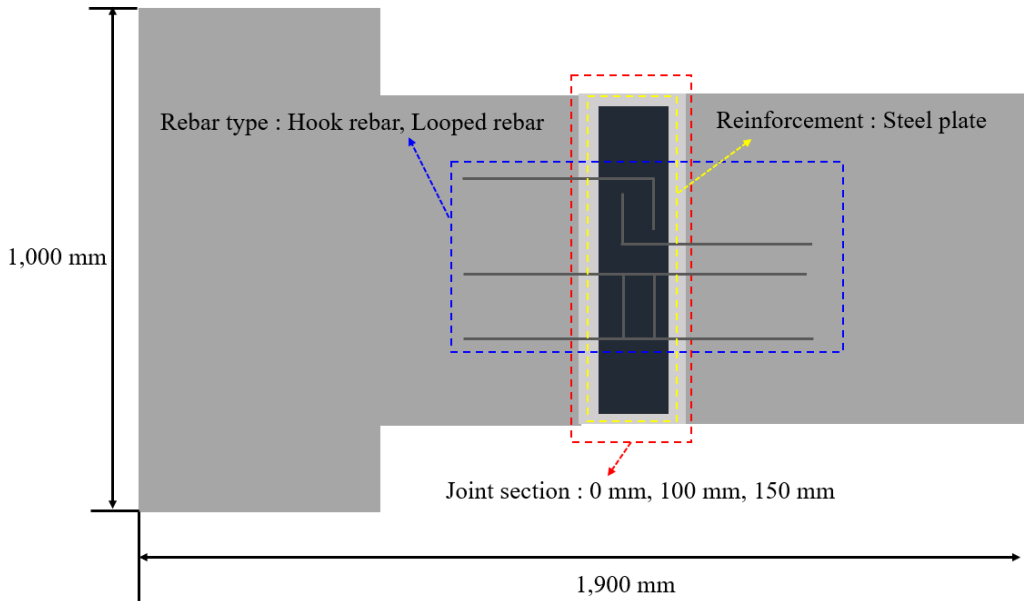 Rebar type : Hook rebar, Looped rebar
Reinforcement : Steel plate
1,000 mm
Joint section : 0 mm, 100 mm, 150 mm
1,900 mm